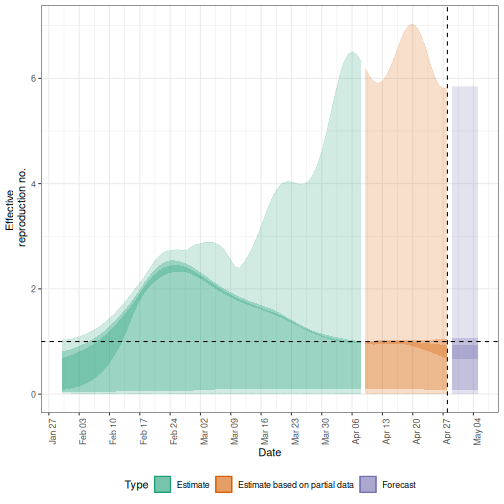 Effective
reproduction no.
6
4
2
0
Jan 27
Feb 03
Feb 10
Feb 17
Feb 24
Mar 02
Mar 09
Mar 16
Mar 23
Mar 30
Apr 06
Apr 13
Apr 20
Apr 27
May 04
Date
Type Estimate Estimate based on partial data Forecast